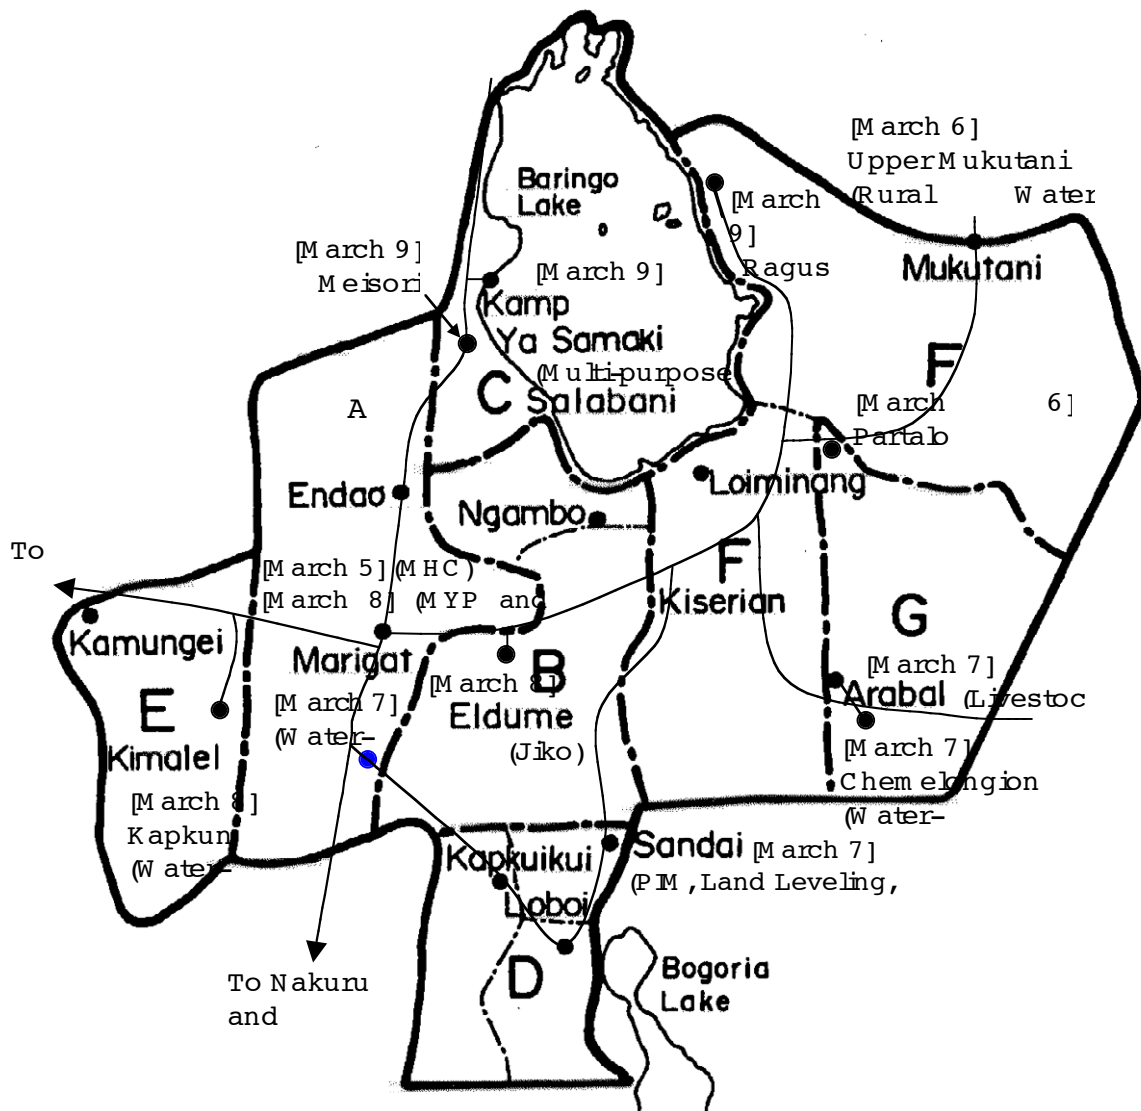 [March 6]
Upper Mukutani
(Rural Water
Baringo
Lake
[March
9]
Ragus
[March 9]
Meisori
[March 9]
Mukutani
Kamp
Ya Samaki
(Multi-purpose
C Salabani
F
A
[March 6]
Partalo
Endao
Loiminang
Ngambo
To
[March 5] (MHC)
[March 8] (MYP and
F
Kiserian
G
Kamungei
Marigat
B
[March 8]
Eldume
(Jiko)
[March 7]
Arabal (Livestoc
E
Kimalel
[March 7]
(Water-
[March 7]
Chemelongion
(Water-
[March 8]
Kapkun
(Water-
Kapkuikui
Sandai [March 7]
(PIM, Land Leveling,
Loboi
D
Bogoria
Lake
To Nakuru
and